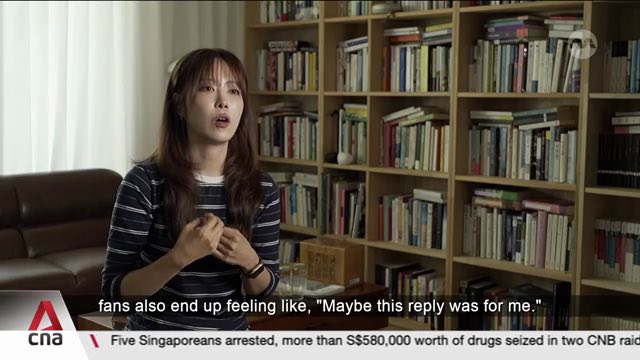 fans also end up feeling like, "Maybe this reply was for me."
cna
Five Singaporeans arrested, more than S$580,000 worth of drugs seized in two CNB raid